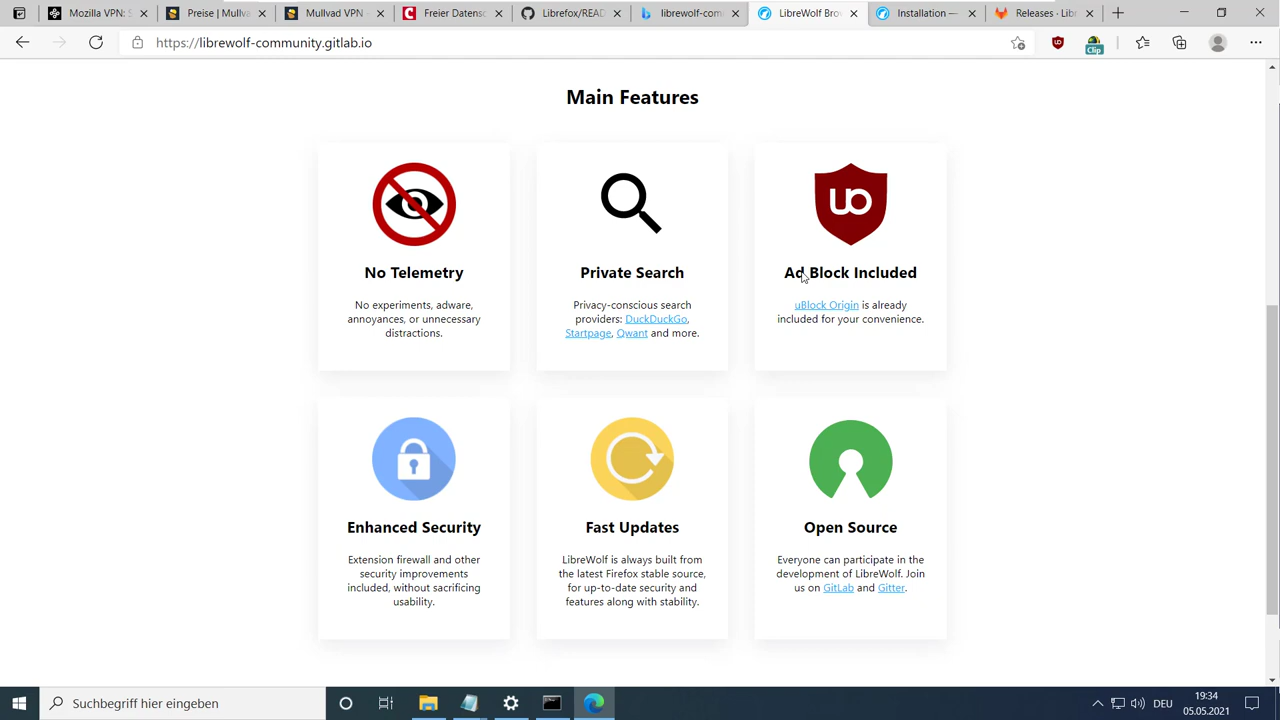 Mozilla VPN: S
Preise | Mullva
Mullvad VPN -
Freier Datensc
Librefox/READ
librewolf-com
LibreWolf Bro
Installation —
Releases · Lib
https://librewolf-community.gitlab.io
Clip
Main Features
No Telemetry
No experiments, adware,
annoyances, or unnecessary
distractions.
Private Search
Privacy-conscious search
providers: DuckDuckGo,
Startpage, Qwant and more.
uo
Ad Block Included
uBlock Origin is already
included for your convenience.
Enhanced Security
Extension firewall and other
security improvements
included, without sacrificing
usability.
Fast Updates
LibreWolf is always built from
the latest Firefox stable source,
for up-to-date security and
features along with stability.
Open Source
Everyone can participate in the
development of LibreWolf. Join
us on GitLab and Gitter.
Suchbegriff hier eingeben
DEU
19:34
05.05.2021